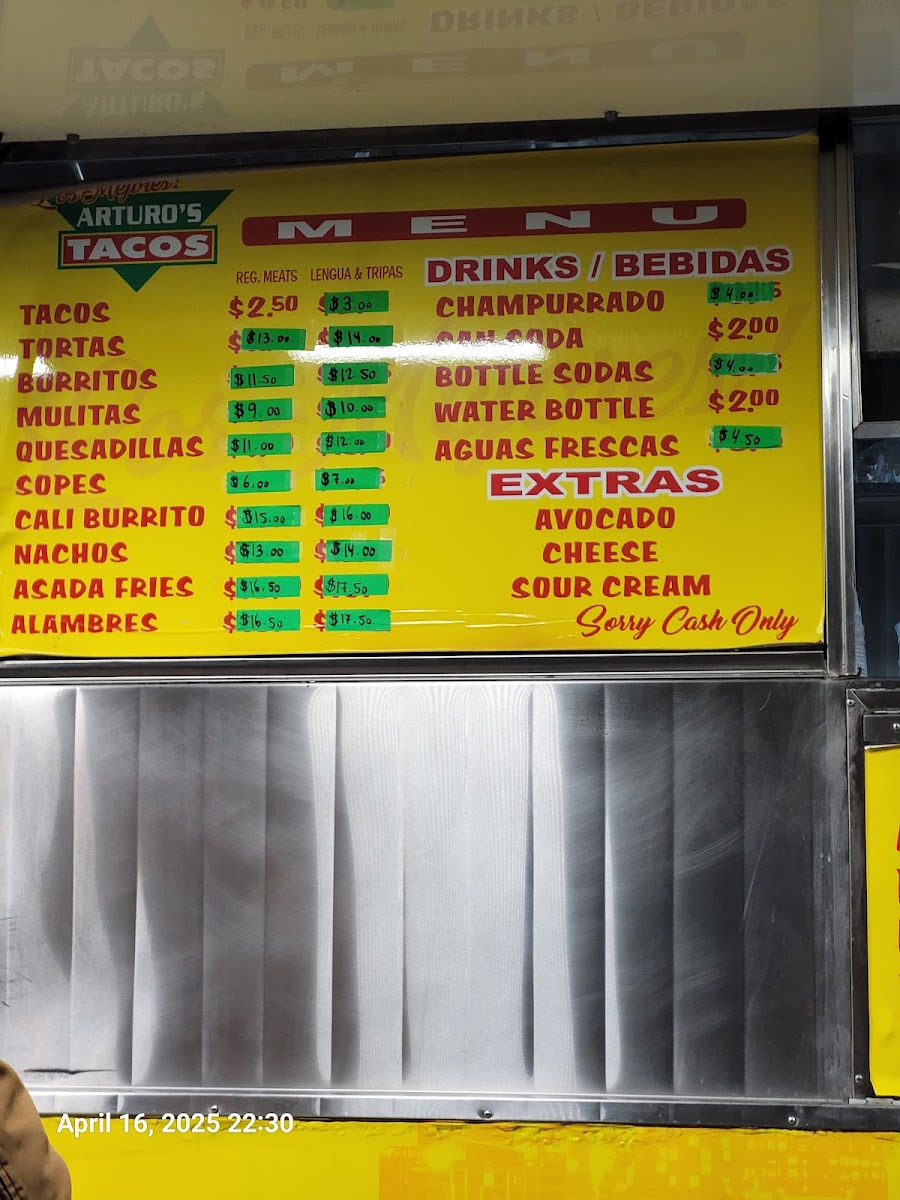 Los Mejores!
ARTURO'S
TACOS
MENU
REG. MEATS LENGUA & TRIPAS
TACOS $2.50 $3.00
TORTAS $13.00 $14.00
BURRITOS $11.50 $12.50
MULITAS $9.00 $10.00
QUESADILLAS $11.00 $12.00
SOPES $6.00 $7.00
CALI BURRITO $15.00 $16.00
NACHOS $13.00 $14.00
ASADA FRIES $16.50 $17.50
ALAMBRES $16.50 $17.50
DRINKS / BEBIDAS
CHAMPURRADO $4.00
CAN SODA $2.00
BOTTLE SODAS $4.00
WATER BOTTLE $2.00
AGUAS FRESCAS $4.50
EXTRAS
AVOCADO
CHEESE
SOUR CREAM
Sorry Cash Only
April 16, 2025 22:30